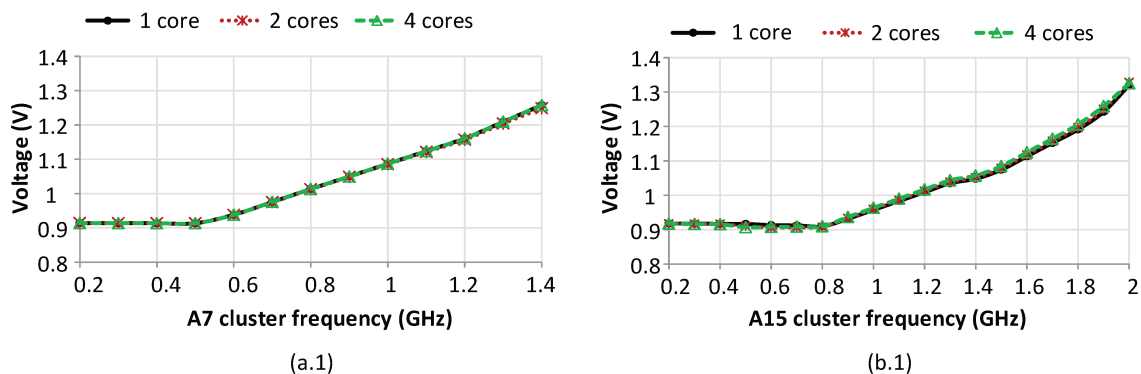 1 core 2 cores 4 cores
1.4
1.3
1.2
1.1
1
0.9
0.8
Voltage (V)
0.2 0.4 0.6 0.8 1 1.2 1.4
A7 cluster frequency (GHz)
(a.1)
1 core 2 cores 4 cores
1.4
1.3
1.2
1.1
1
0.9
0.8
Voltage (V)
0.2 0.4 0.6 0.8 1 1.2 1.4 1.6 1.8 2
A15 cluster frequency (GHz)
(b.1)